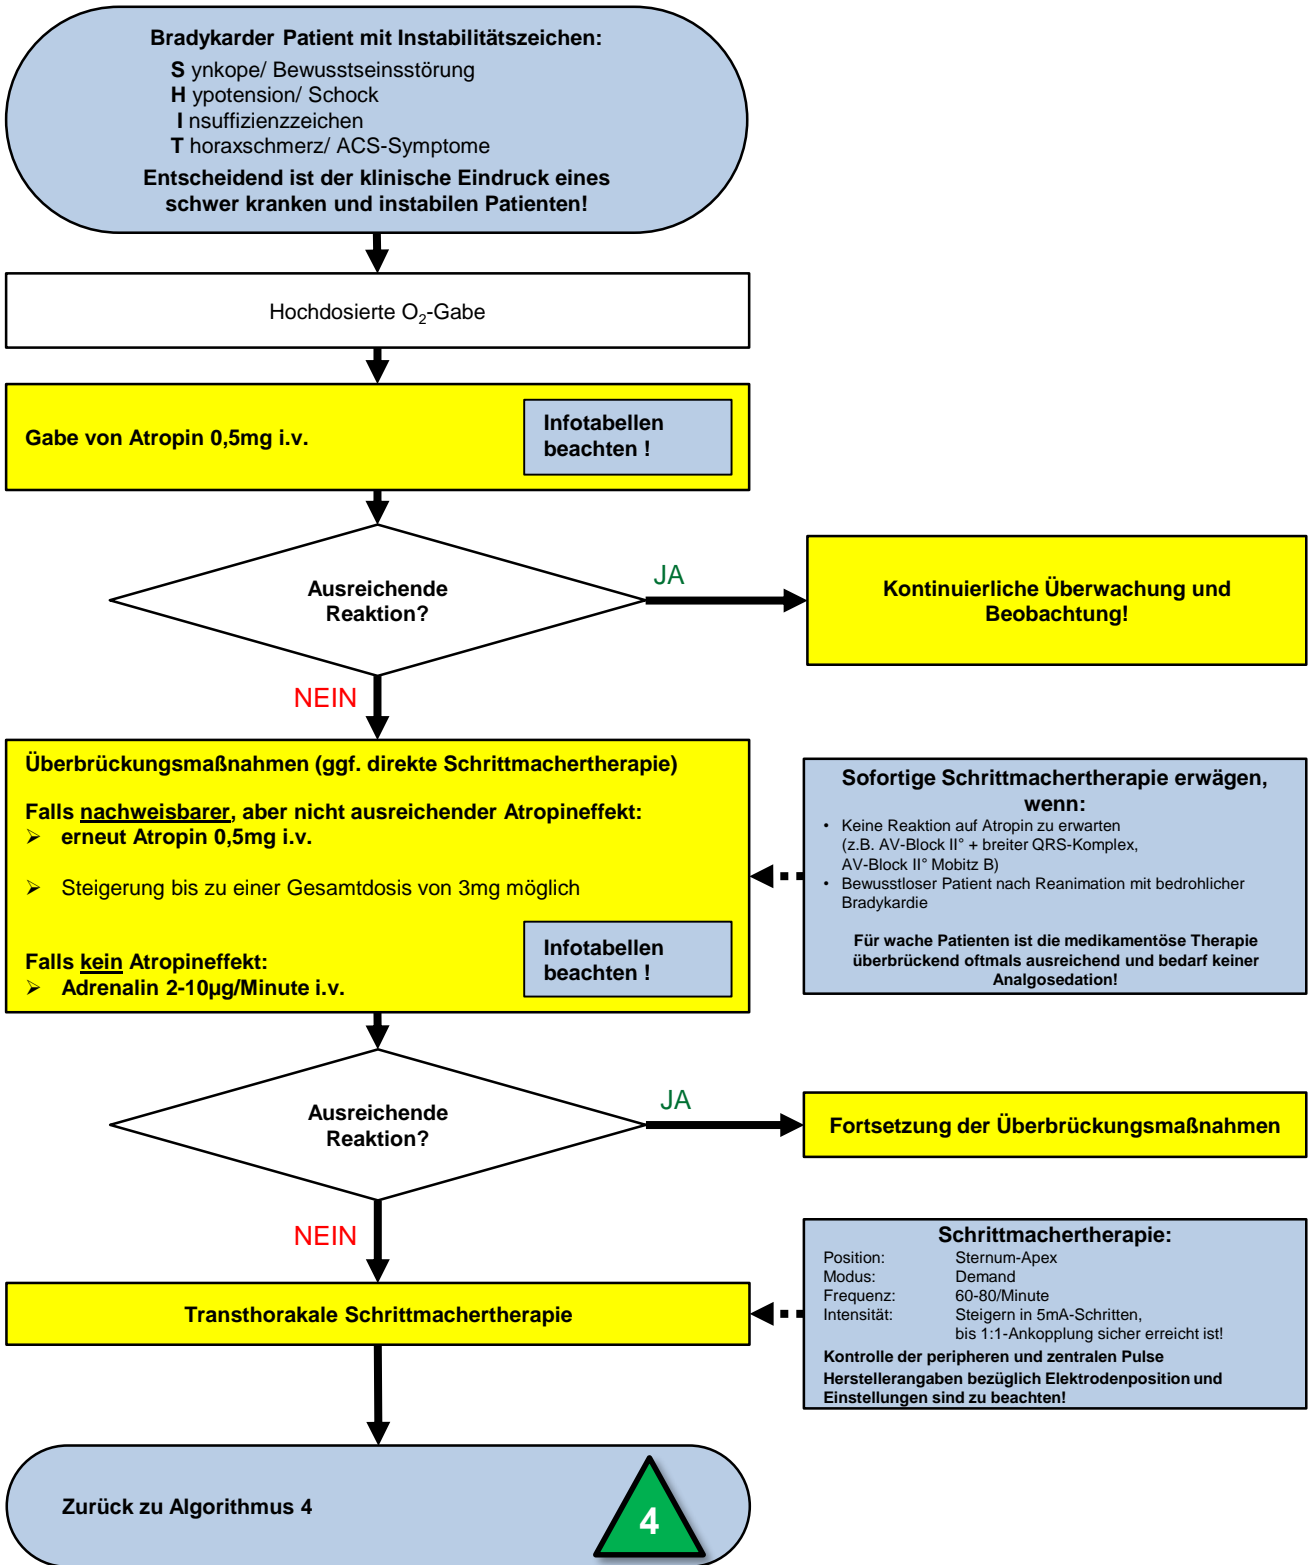 Bradykarder Patient mit Instabilitätszeichen:
S ynkope/ Bewusstseinsstörung
H ypotension/ Schock
I nsuffizienzzeichen
T horaxschmerz/ ACS-Symptome
Entscheidend ist der klinische Eindruck eines
schwer kranken und instabilen Patienten!
Hochdosierte O2-Gabe
Gabe von Atropin 0,5mg i.v.
Infotabellen
beachten !
Ausreichende
Reaktion?
JA
Kontinuierliche Überwachung und
Beobachtung!
NEIN
Überbrückungsmaßnahmen (ggf. direkte Schrittmachertherapie)
Falls nachweisbarer, aber nicht ausreichender Atropineffekt:
➢ erneut Atropin 0,5mg i.v.
➢ Steigerung bis zu einer Gesamtdosis von 3mg möglich
Falls kein Atropineffekt:
➢ Adrenalin 2-10µg/Minute i.v.
Infotabellen
beachten !
Sofortige Schrittmachertherapie erwägen,
wenn:
• Keine Reaktion auf Atropin zu erwarten
(z.B. AV-Block II° + breiter QRS-Komplex,
AV-Block II° Mobitz B)
• Bewusstloser Patient nach Reanimation mit bedrohlicher
Bradykardie
Für wache Patienten ist die medikamentöse Therapie
überbrückend oftmals ausreichend und bedarf keiner
Analgosedation!
Ausreichende
Reaktion?
JA
Fortsetzung der Überbrückungsmaßnahmen
NEIN
Transthorakale Schrittmachertherapie
Schrittmachertherapie:
Position: Sternum-Apex
Modus: Demand
Frequenz: 60-80/Minute
Intensität: Steigern in 5mA-Schritten,
bis 1:1-Ankopplung sicher erreicht ist!
Kontrolle der peripheren und zentralen Pulse
Herstellerangaben bezüglich Elektrodenposition und
Einstellungen sind zu beachten!
Zurück zu Algorithmus 4
4